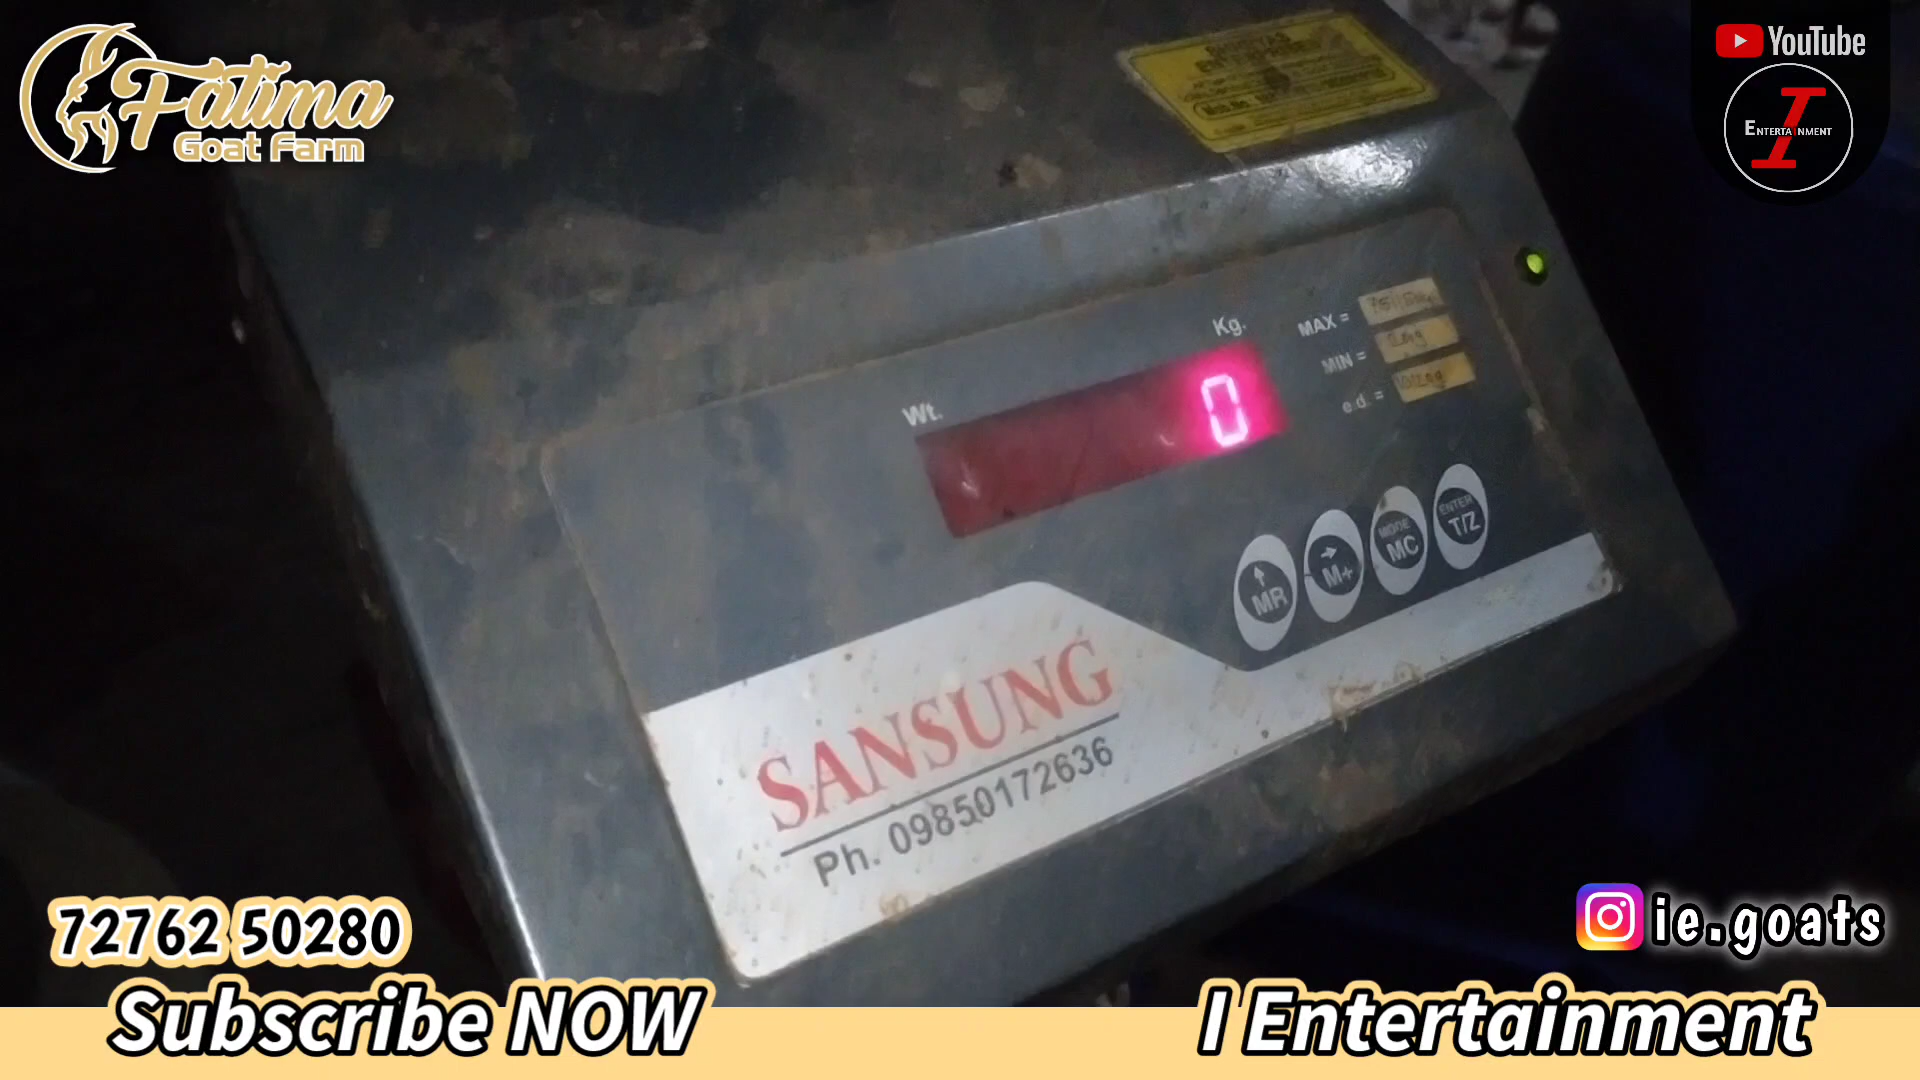 Fatima
Goat Farm
YouTube
I
ENTERTAINMENT
Kg.
Wt.
0
MAX =
MIN =
e.d. =
MR
M+
MODE
MC
ENTER
T/Z
SANSUNG
Ph. 09850172636
72762 50280
Subscribe NOW
ie.goats
I Entertainment